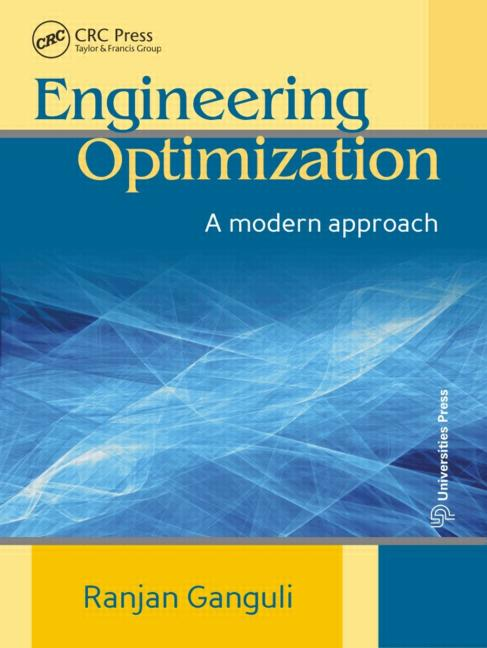 CRC
CRC Press
Taylor & Francis Group
Engineering
Optimization
A modern approach
Universities Press
Ranjan Ganguli